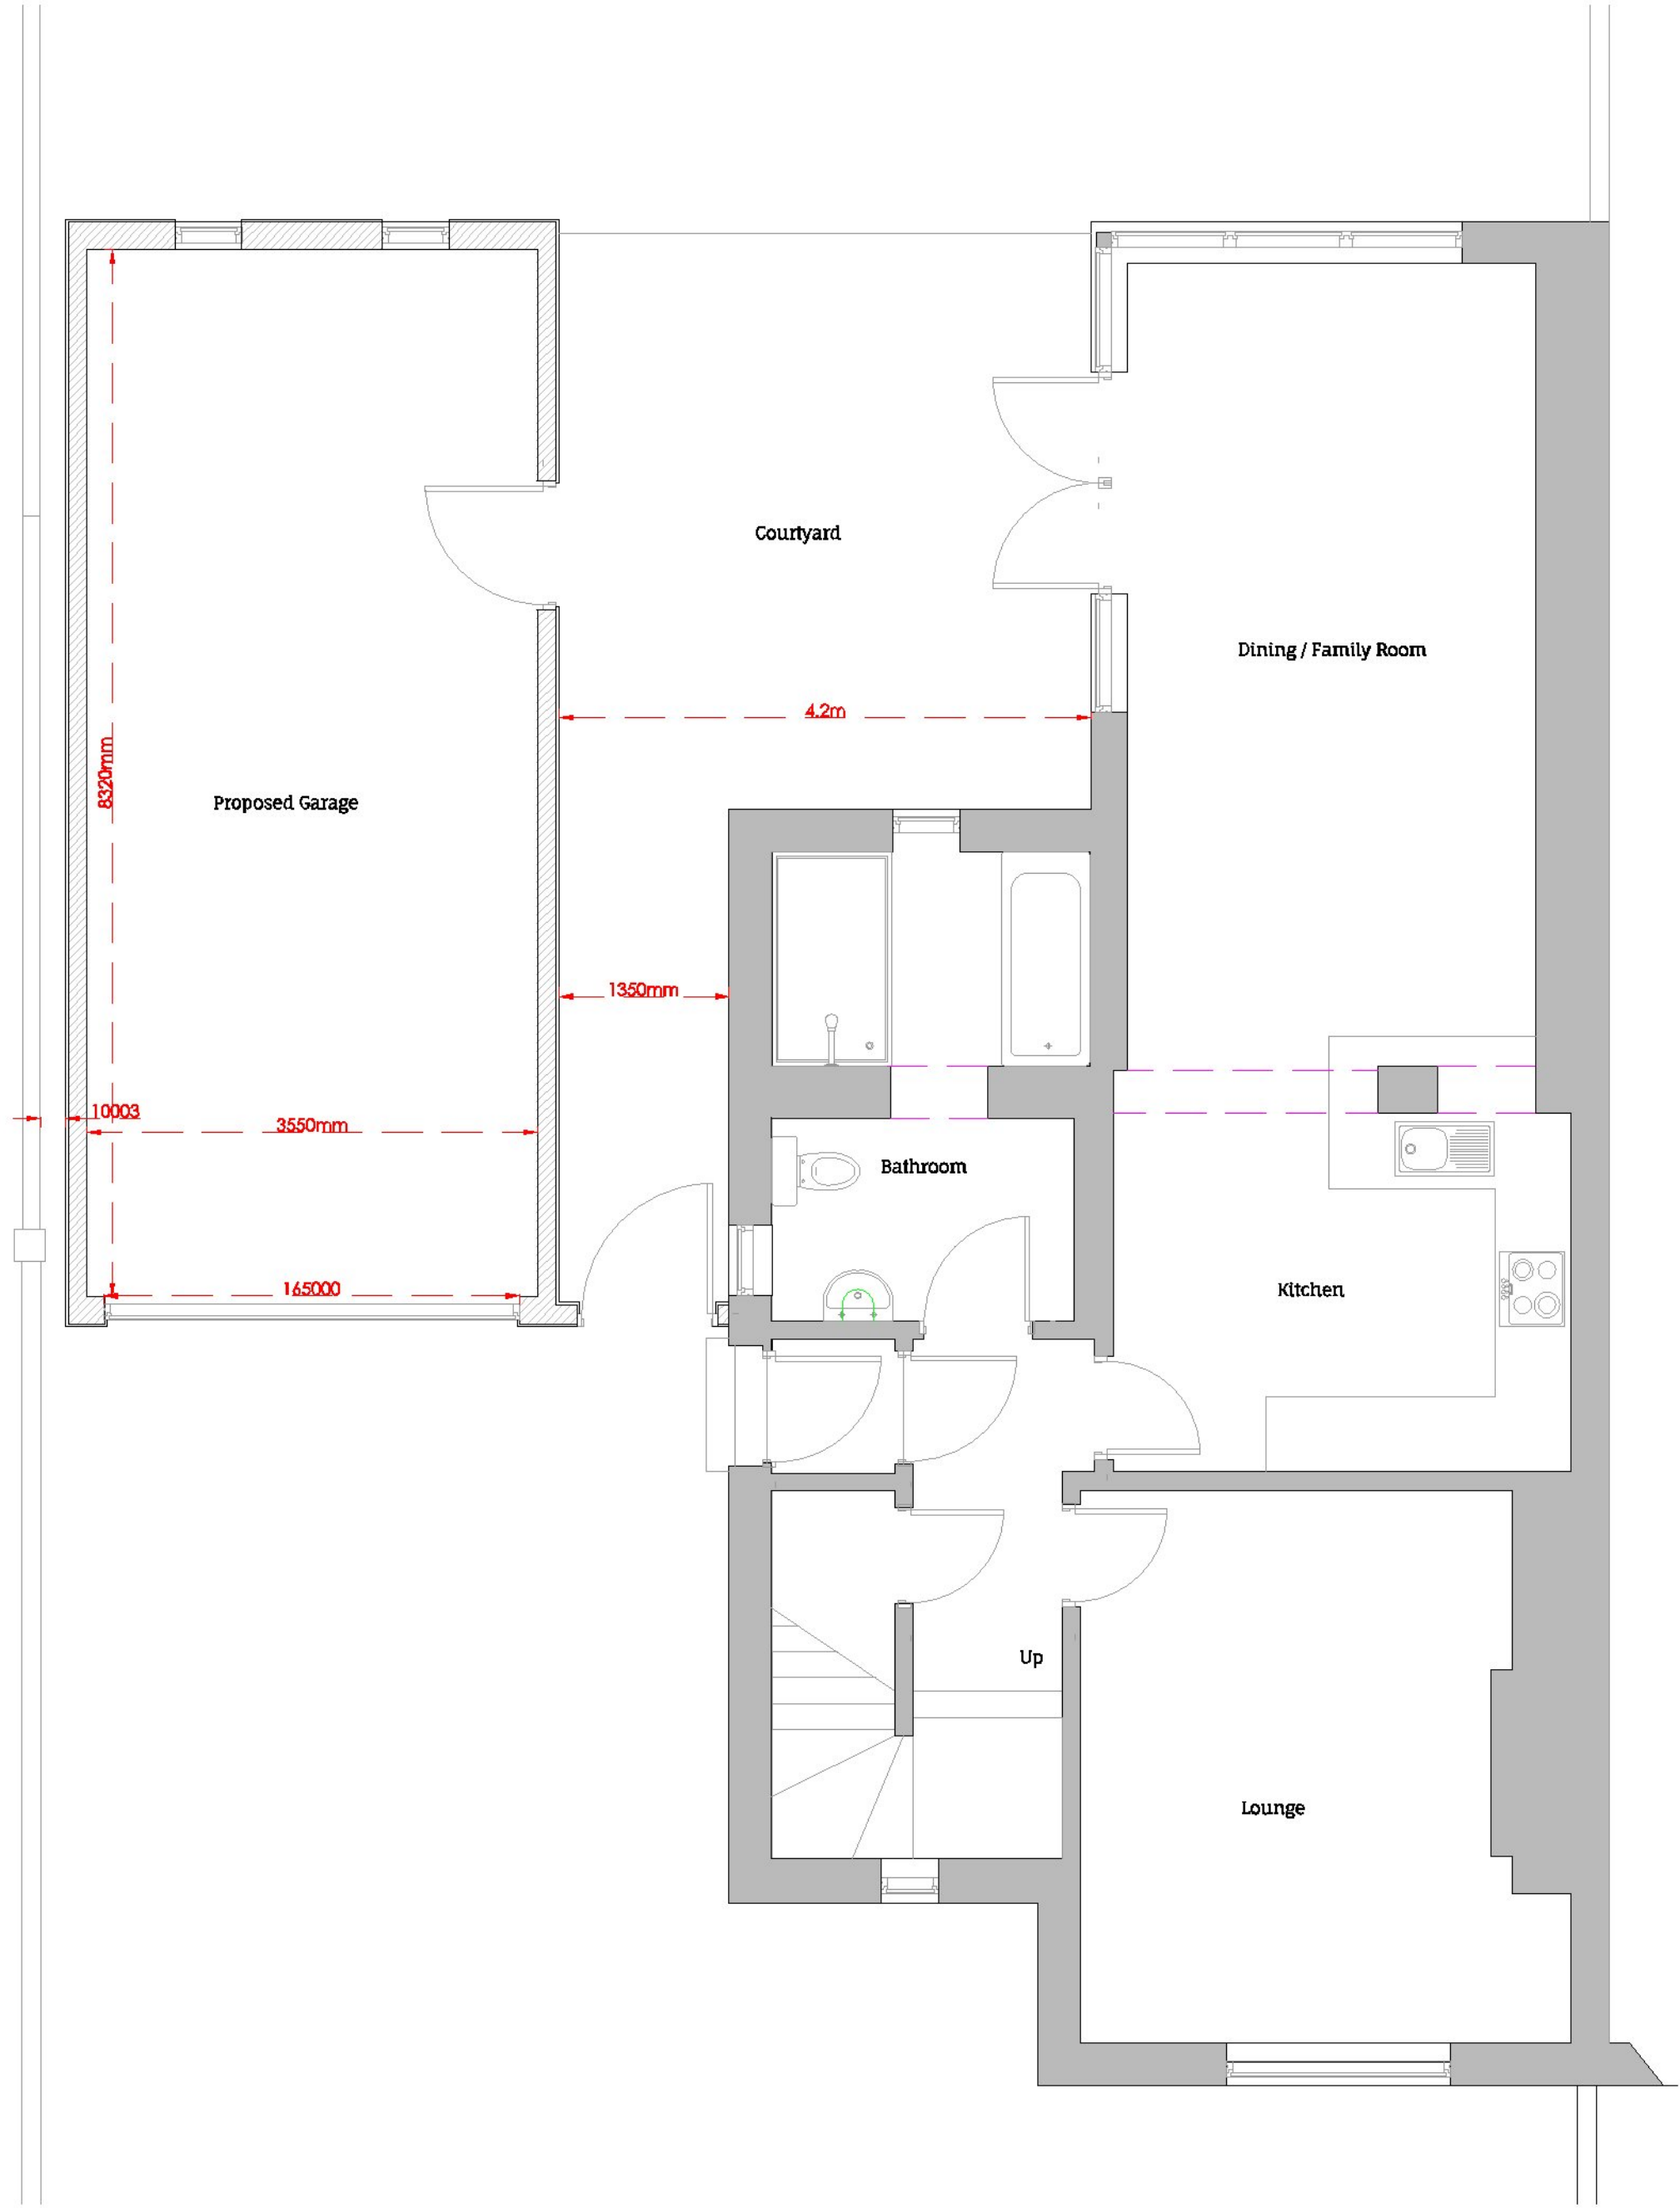 Courtyard
Dining / Family Room
4.2m
8320mm
Proposed Garage
1350mm
10003
3550mm
Bathroom
165000
Kitchen
Up
Lounge